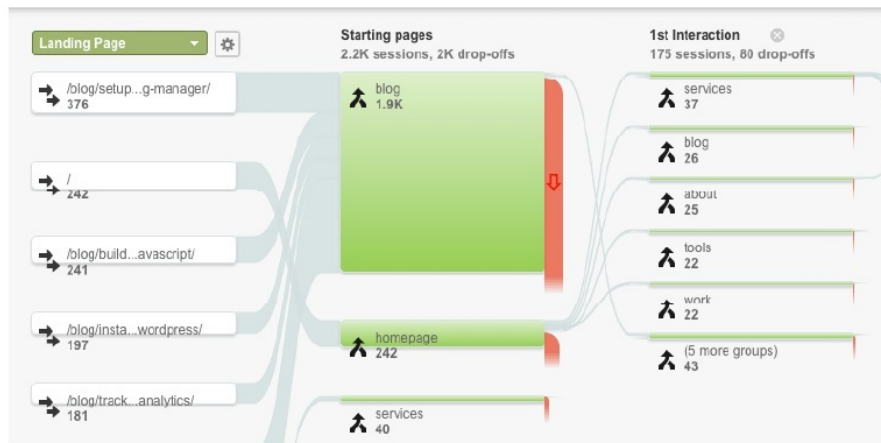 Landing Page
/blog/setup...g-manager/
376
/
242
/blog/build...avascript/
241
/blog/insta...wordpress/
197
/blog/track...analytics/
181
Starting pages
2.2K sessions, 2K drop-offs
blog
1.9K
homepage
242
services
40
1st Interaction
175 sessions, 80 drop-offs
services
37
blog
26
about
25
tools
22
work
22
(5 more groups)
43